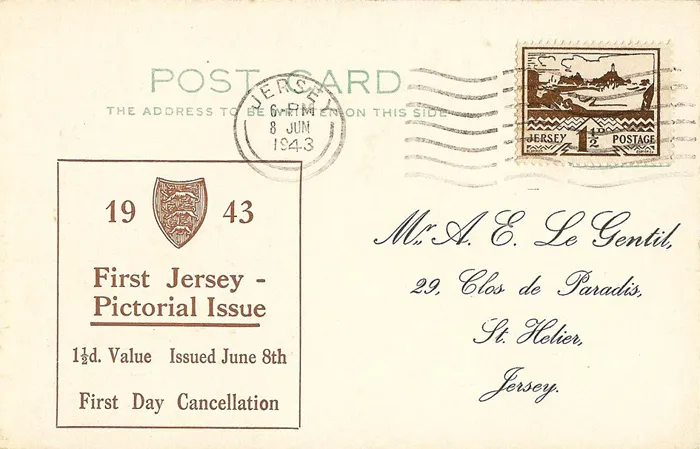 POST CARD
THE ADDRESS TO BE WRITTEN ON THIS SIDE
JERSEY
6-PM
8 JUN
1943
JERSEY 1½D POSTAGE
19 43
First Jersey -
Pictorial Issue
1½d. Value Issued June 8th
First Day Cancellation
Mr. A. E. Le Gentil,
29, Clos de Paradis,
St. Helier,
Jersey.